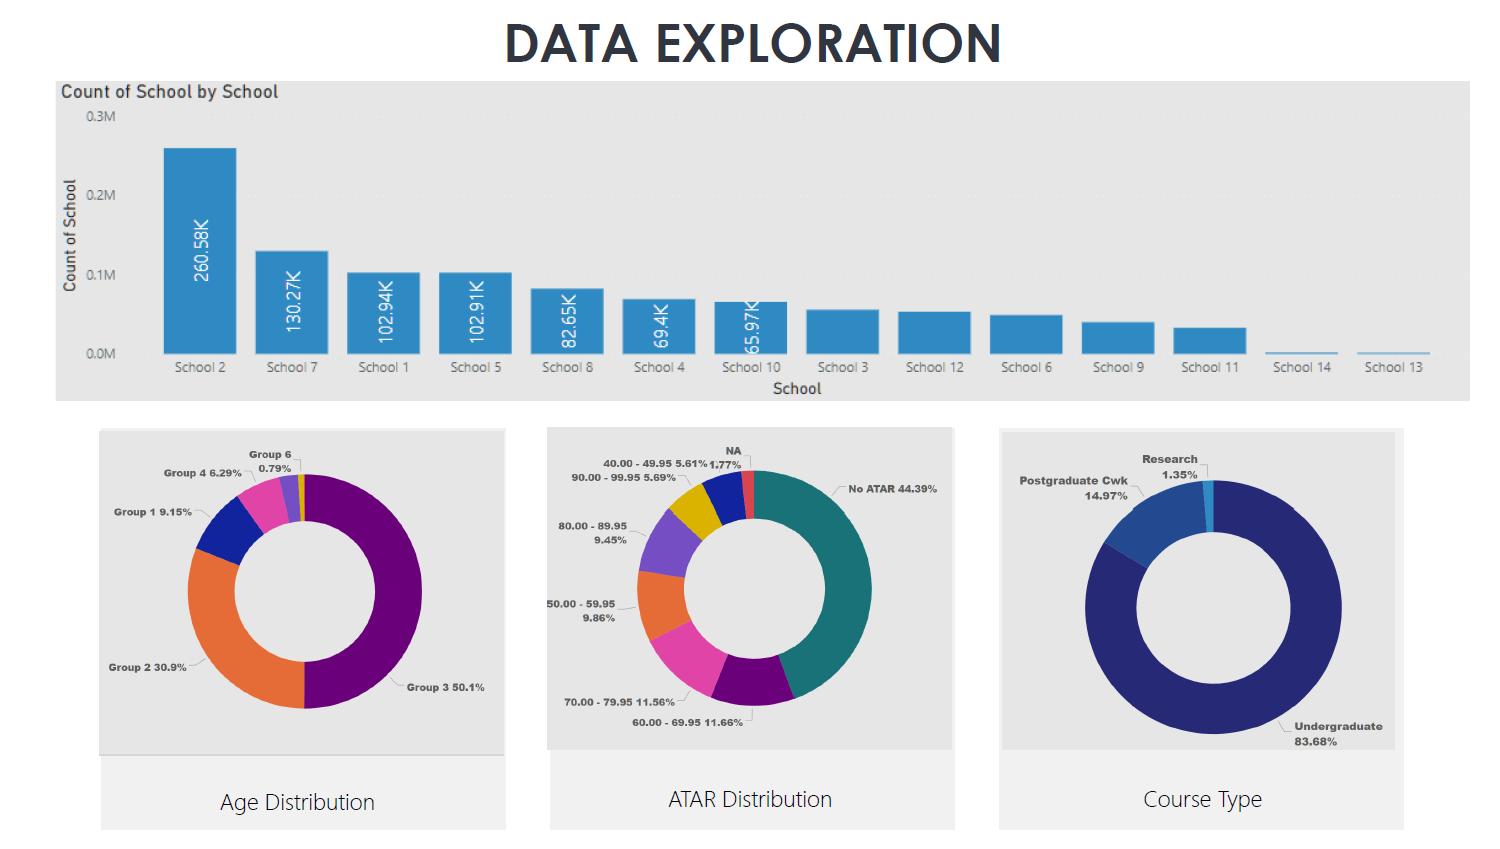 DATA EXPLORATION
Count of School by School
0.3M
0.2M
0.1M
0.0M
Count of School
260.58K
130.27K
102.94K
102.91K
82.65K
69.4K
65.97K
School 2
School 7
School 1
School 5
School 8
School 4
School 10
School 3
School 12
School 6
School 9
School 11
School 14
School 13
School
Group 6
0.79%
Group 4 6.29%
Group 1 9.15%
Group 2 30.9%
Group 3 50.1%
Age Distribution
NA
1.77%
40.00 - 49.95 5.61%
90.00 - 99.95 5.69%
80.00 - 89.95
9.45%
50.00 - 59.95
9.86%
70.00 - 79.95 11.56%
60.00 - 69.95 11.66%
No ATAR 44.39%
ATAR Distribution
Research
1.35%
Postgraduate Cwk
14.97%
Undergraduate
83.68%
Course Type